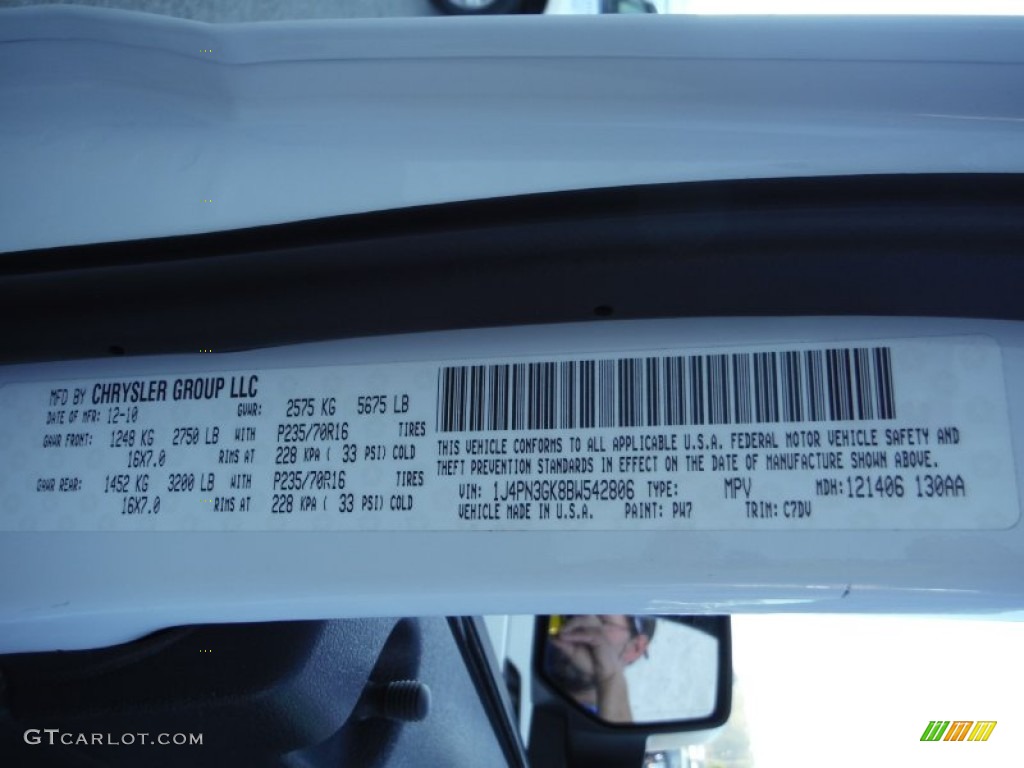 MFD BY CHRYSLER GROUP LLC
DATE OF MFR: 12-10 GVWR: 2575 KG 5675 LB
GAWR FRONT: 1248 KG 2750 LB WITH P235/70R16 TIRES
16X7.0 RIMS AT 228 KPA ( 33 PSI) COLD
GAWR REAR: 1452 KG 3200 LB WITH P235/70R16 TIRES
16X7.0 RIMS AT 228 KPA ( 33 PSI) COLD
THIS VEHICLE CONFORMS TO ALL APPLICABLE U.S.A. FEDERAL MOTOR VEHICLE SAFETY AND
THEFT PREVENTION STANDARDS IN EFFECT ON THE DATE OF MANUFACTURE SHOWN ABOVE.
VIN: 1J4PN3GK8BW542806 TYPE: MPV MDH: 121406 130AA
VEHICLE MADE IN U.S.A. PAINT: PW7 TRIM: C7DV
GTCARLOT.COM